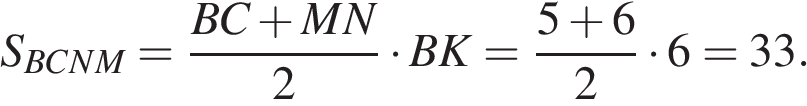 $S_{BCNM} = \frac{BC + MN}{2} \cdot BK = \frac{5 + 6}{2} \cdot 6 = 33.$